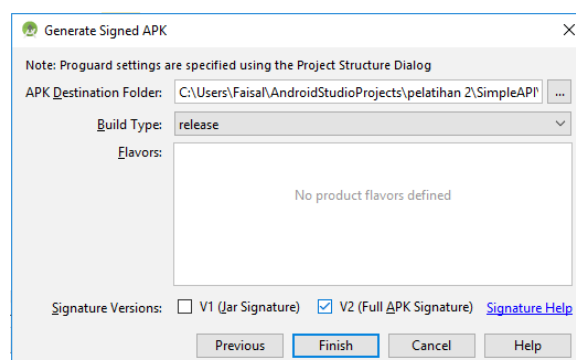 Generate Signed APK
Note: Proguard settings are specified using the Project Structure Dialog
APK Destination Folder: C:\Users\Faisal\AndroidStudioProjects\pelatihan 2\SimpleAPI\ ...
Build Type: release
Flavors:
No product flavors defined
Signature Versions: V1 (Jar Signature) V2 (Full APK Signature) Signature Help
Previous Finish Cancel Help